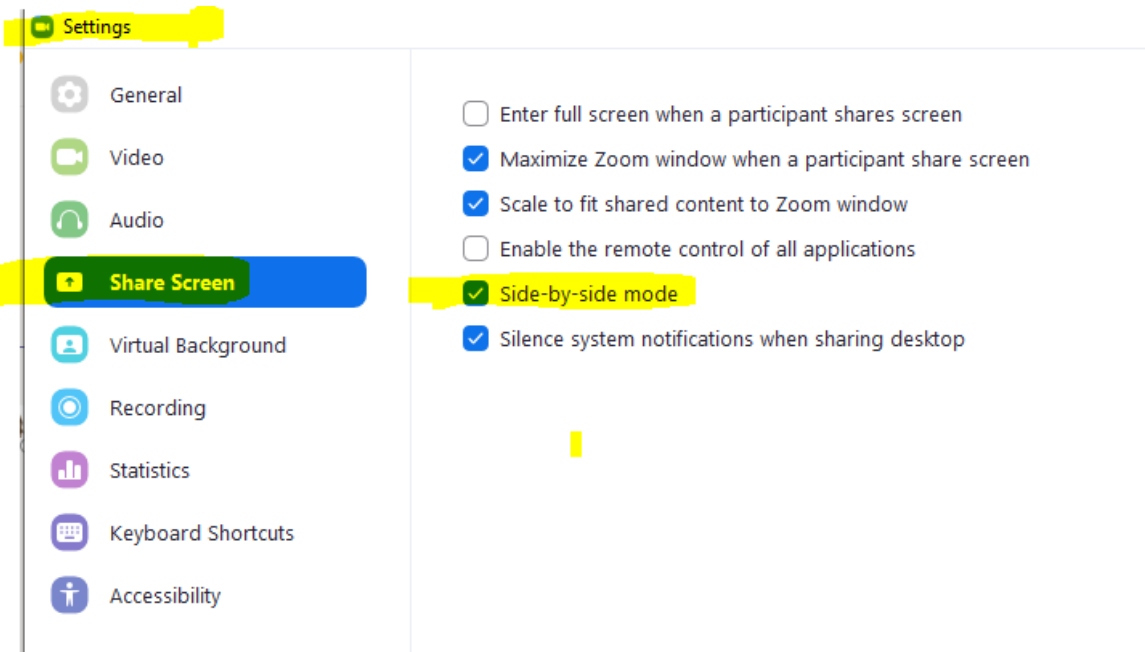 Settings
General
Video
Audio
Share Screen
Virtual Background
Recording
Statistics
Keyboard Shortcuts
Accessibility
Enter full screen when a participant shares screen
Maximize Zoom window when a participant share screen
Scale to fit shared content to Zoom window
Enable the remote control of all applications
Side-by-side mode
Silence system notifications when sharing desktop